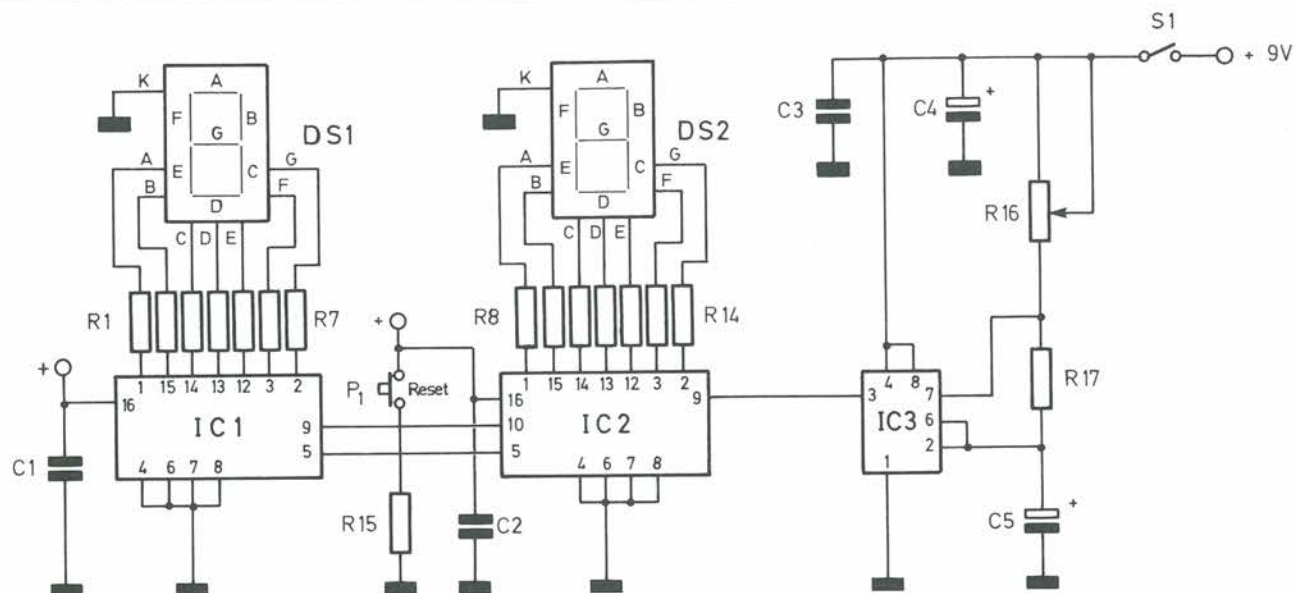 S1
+ 9V
K
A
F
B
G
E
C
D
DS1
A
B
G
F
C D E
K
A
F
B
G
E
C
D
DS2
A
B
G
F
C D E
C3
C4
+
R16
R1
R7
R8
R14
+
+
P1
Reset
1 15 14 13 12 3 2
16
IC1
9
5
4 6 7 8
1 15 14 13 12 3 2
16
10
5
IC2
9
4 6 7 8
4 8
3
7
IC3
6
2
1
R17
C1
R15
C2
C5
+